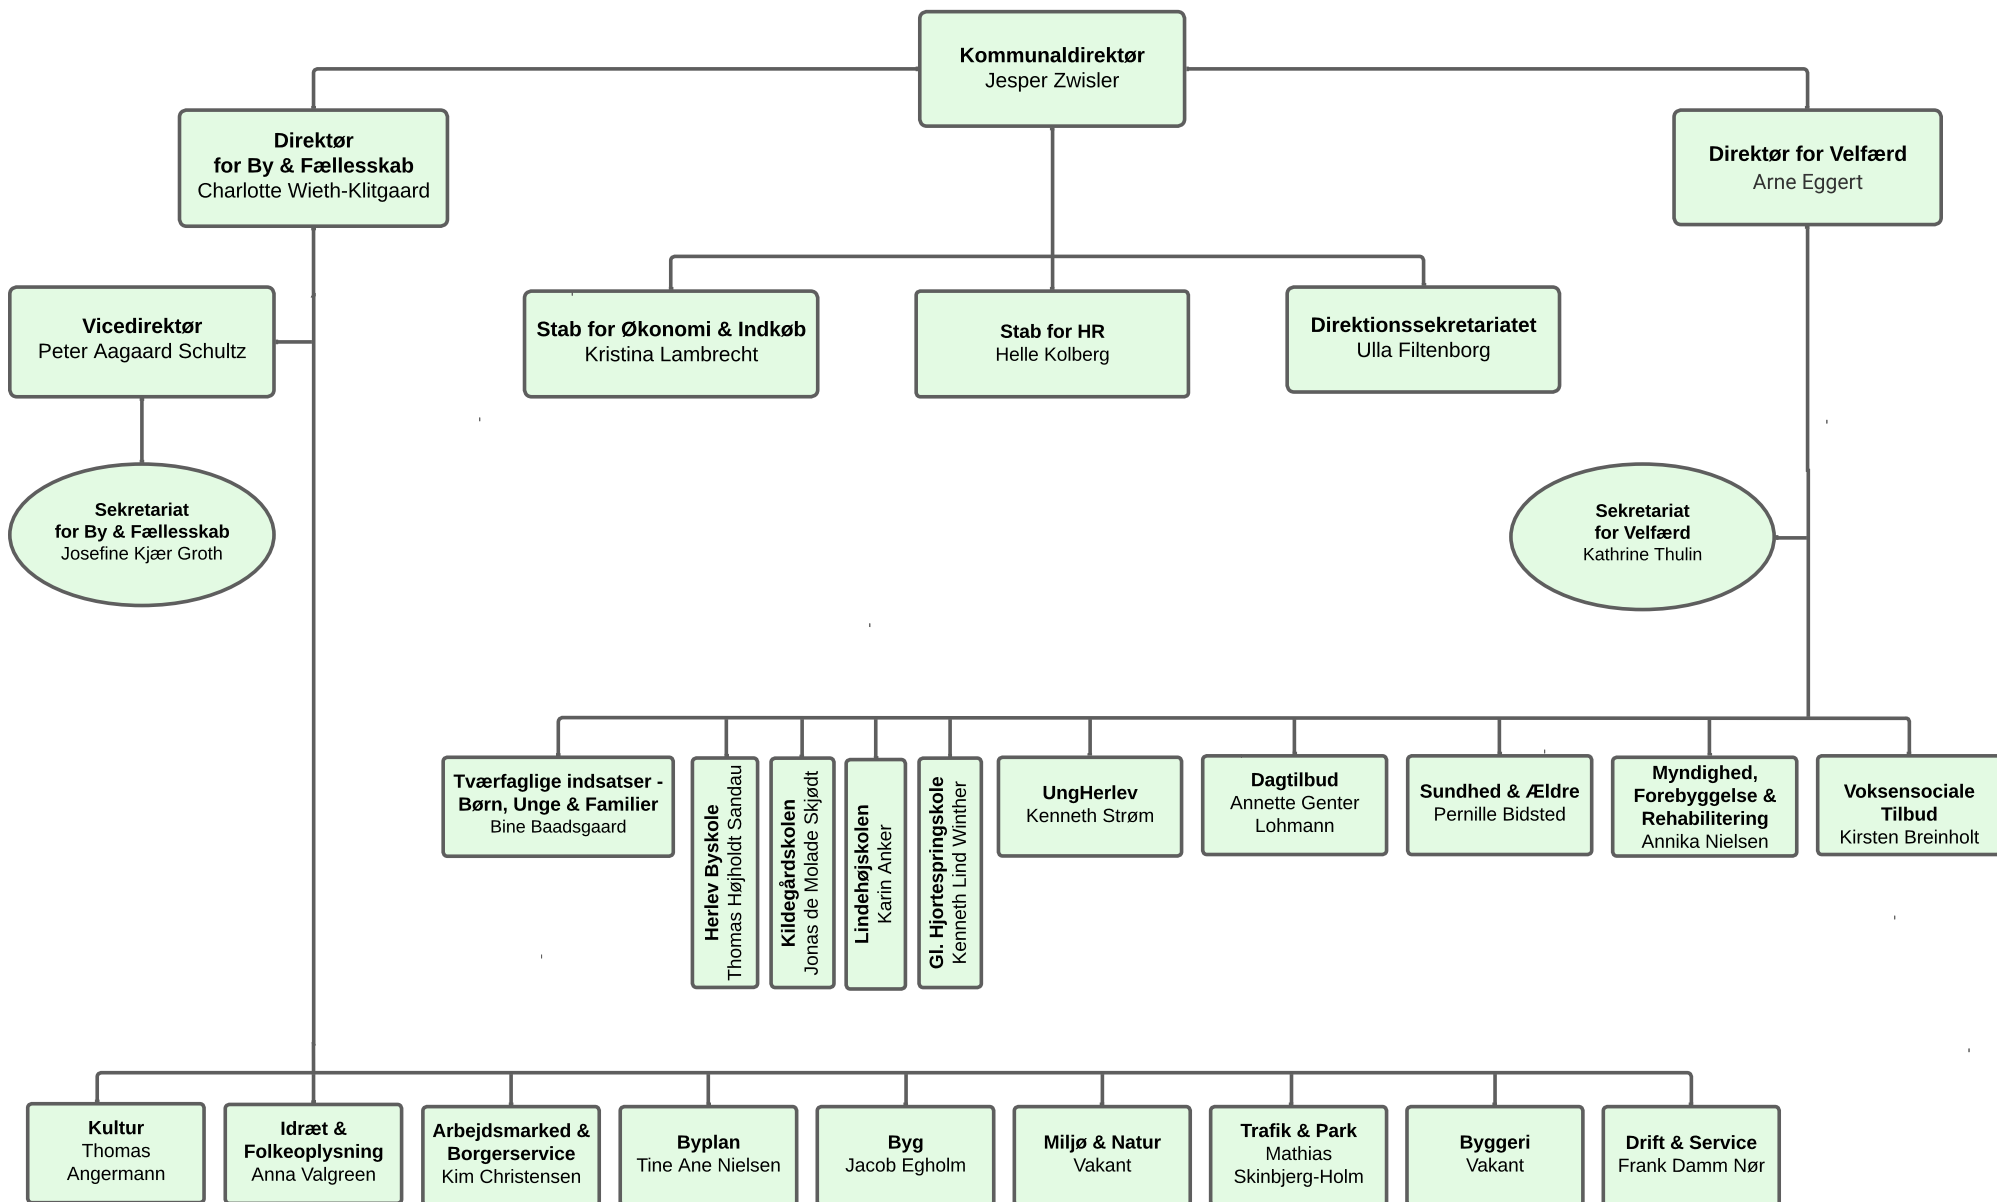 Kommunaldirektør
Jesper Zwisler
Direktør
for By & Fællesskab
Charlotte Wieth-Klitgaard
Direktør for Velfærd
Arne Eggert
Vicedirektør
Peter Aagaard Schultz
Stab for Økonomi & Indkøb
Kristina Lambrecht
Stab for HR
Helle Kolberg
Direktionssekretariatet
Ulla Filtenborg
Sekretariat
for By & Fællesskab
Josefine Kjær Groth
Sekretariat
for Velfærd
Kathrine Thulin
Tværfaglige indsatser -
Børn, Unge & Familier
Bine Baadsgaard
Herlev Byskole
Thomas Højholdt Sandau
Kildegårdskolen
Jonas de Molade Skjødt
Lindehøjskolen
Karin Anker
Gl. Hjortespringskole
Kenneth Lind Winther
UngHerlev
Kenneth Strøm
Dagtilbud
Annette Genter
Lohmann
Sundhed & Ældre
Pernille Bidsted
Myndighed,
Forebyggelse &
Rehabilitering
Annika Nielsen
Voksensociale
Tilbud
Kirsten Breinholt
Kultur
Thomas
Angermann
Idræt &
Folkeoplysning
Anna Valgreen
Arbejdsmarked &
Borgerservice
Kim Christensen
Byplan
Tine Ane Nielsen
Byg
Jacob Egholm
Miljø & Natur
Vakant
Trafik & Park
Mathias
Skinbjerg-Holm
Byggeri
Vakant
Drift & Service
Frank Damm Nør